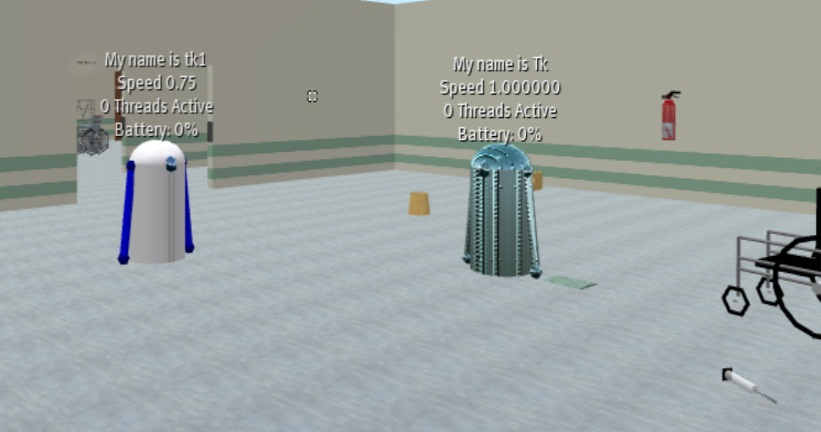 My name is tk1
Speed 0.75
0 Threads Active
Battery: 0%
My name is Tk
Speed 1.000000
0 Threads Active
Battery: 0%